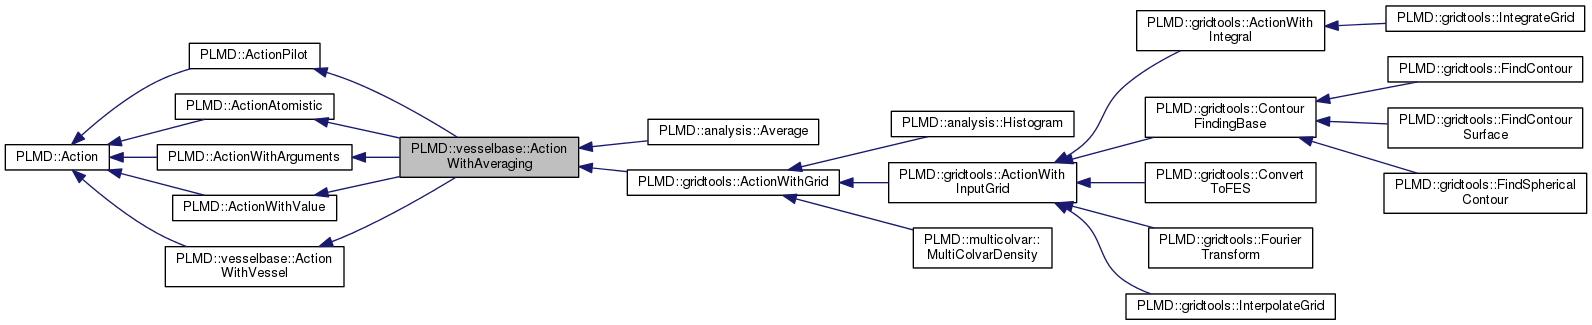 PLMD::Action
PLMD::ActionPilot
PLMD::ActionAtomistic
PLMD::ActionWithArguments
PLMD::ActionWithValue
PLMD::vesselbase::Action
WithVessel
PLMD::vesselbase::Action
WithAveraging
PLMD::analysis::Average
PLMD::gridtools::ActionWithGrid
PLMD::analysis::Histogram
PLMD::gridtools::ActionWith
InputGrid
PLMD::multicolvar::
MultiColvarDensity
PLMD::gridtools::ActionWith
Integral
PLMD::gridtools::Contour
FindingBase
PLMD::gridtools::Convert
ToFES
PLMD::gridtools::Fourier
Transform
PLMD::gridtools::InterpolateGrid
PLMD::gridtools::IntegrateGrid
PLMD::gridtools::FindContour
PLMD::gridtools::FindContour
Surface
PLMD::gridtools::FindSpherical
Contour